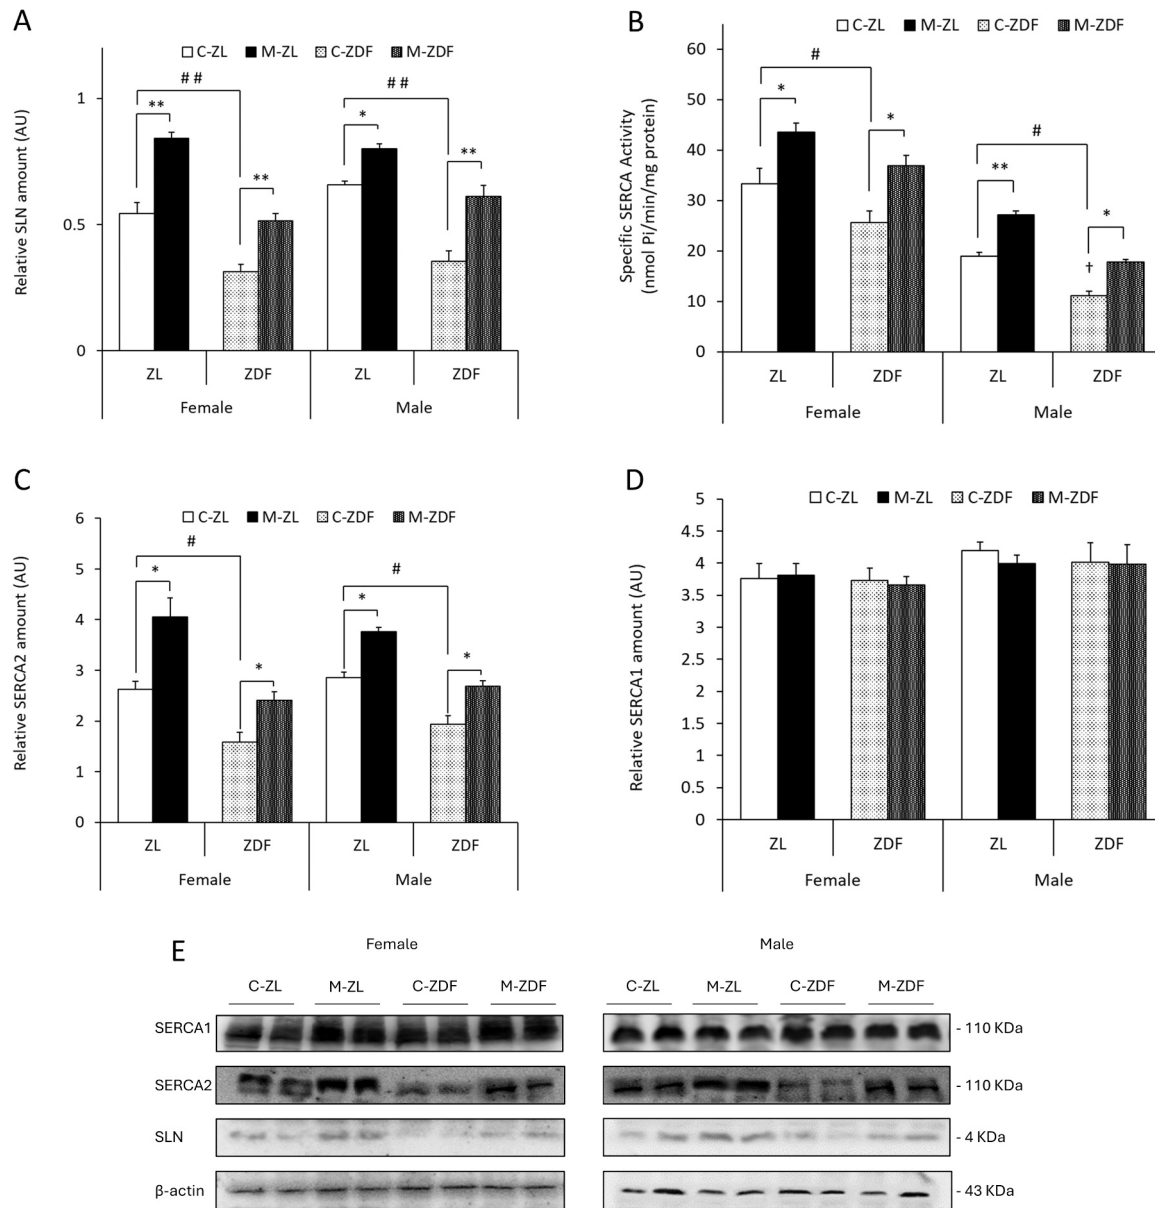 A
C-ZL M-ZL C-ZDF M-ZDF
Relative SLN amount (AU)
1
0.5
0
# #
**
**
# #
*
**
ZL ZDF ZL ZDF
Female Male
B
C-ZL M-ZL C-ZDF M-ZDF
Specific SERCA Activity
(nmol Pi/min/mg protein)
60
50
40
30
20
10
0
#
*
*
#
**
*
†
ZL ZDF ZL ZDF
Female Male
C
C-ZL M-ZL C-ZDF M-ZDF
Relative SERCA2 amount (AU)
6
5
4
3
2
1
0
#
*
*
#
*
*
ZL ZDF ZL ZDF
Female Male
D
C-ZL M-ZL C-ZDF M-ZDF
Relative SERCA1 amount (AU)
5
4.5
4
3.5
3
2.5
2
1.5
1
0.5
0
ZL ZDF ZL ZDF
Female Male
E
Female Male
C-ZL M-ZL C-ZDF M-ZDF C-ZL M-ZL C-ZDF M-ZDF
SERCA1 - 110 KDa
SERCA2 - 110 KDa
SLN - 4 KDa
β-actin - 43 KDa